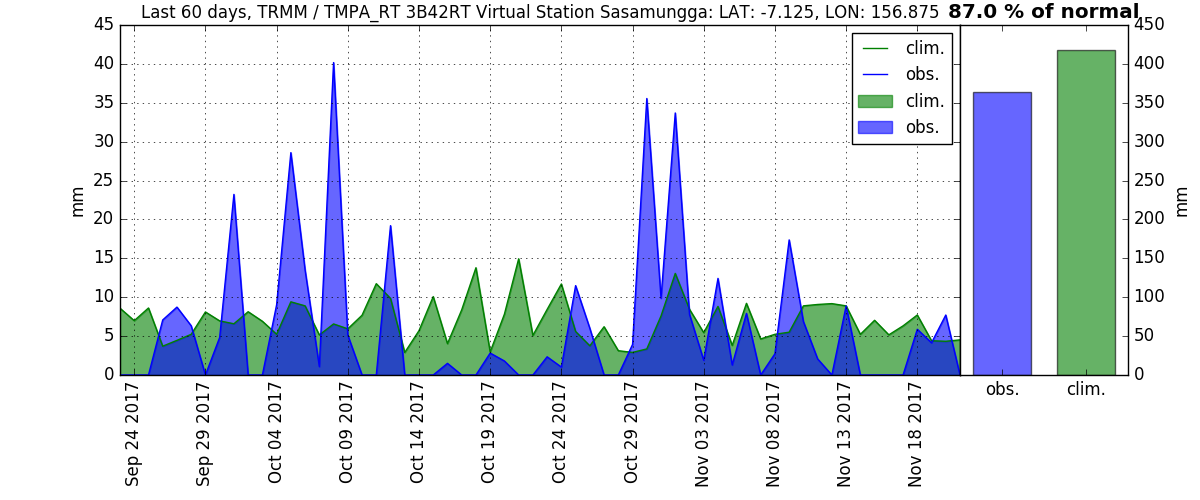 Last 60 days, TRMM / TMPA_RT 3B42RT Virtual Station Sasamungga: LAT: -7.125, LON: 156.875
87.0 % of normal
clim.
obs.
clim.
obs.
mm
45
40
35
30
25
20
15
10
5
0
Sep 24 2017
Sep 29 2017
Oct 04 2017
Oct 09 2017
Oct 14 2017
Oct 19 2017
Oct 24 2017
Oct 29 2017
Nov 03 2017
Nov 08 2017
Nov 13 2017
Nov 18 2017
450
400
350
300
250
200
150
100
50
0
mm
obs.
clim.